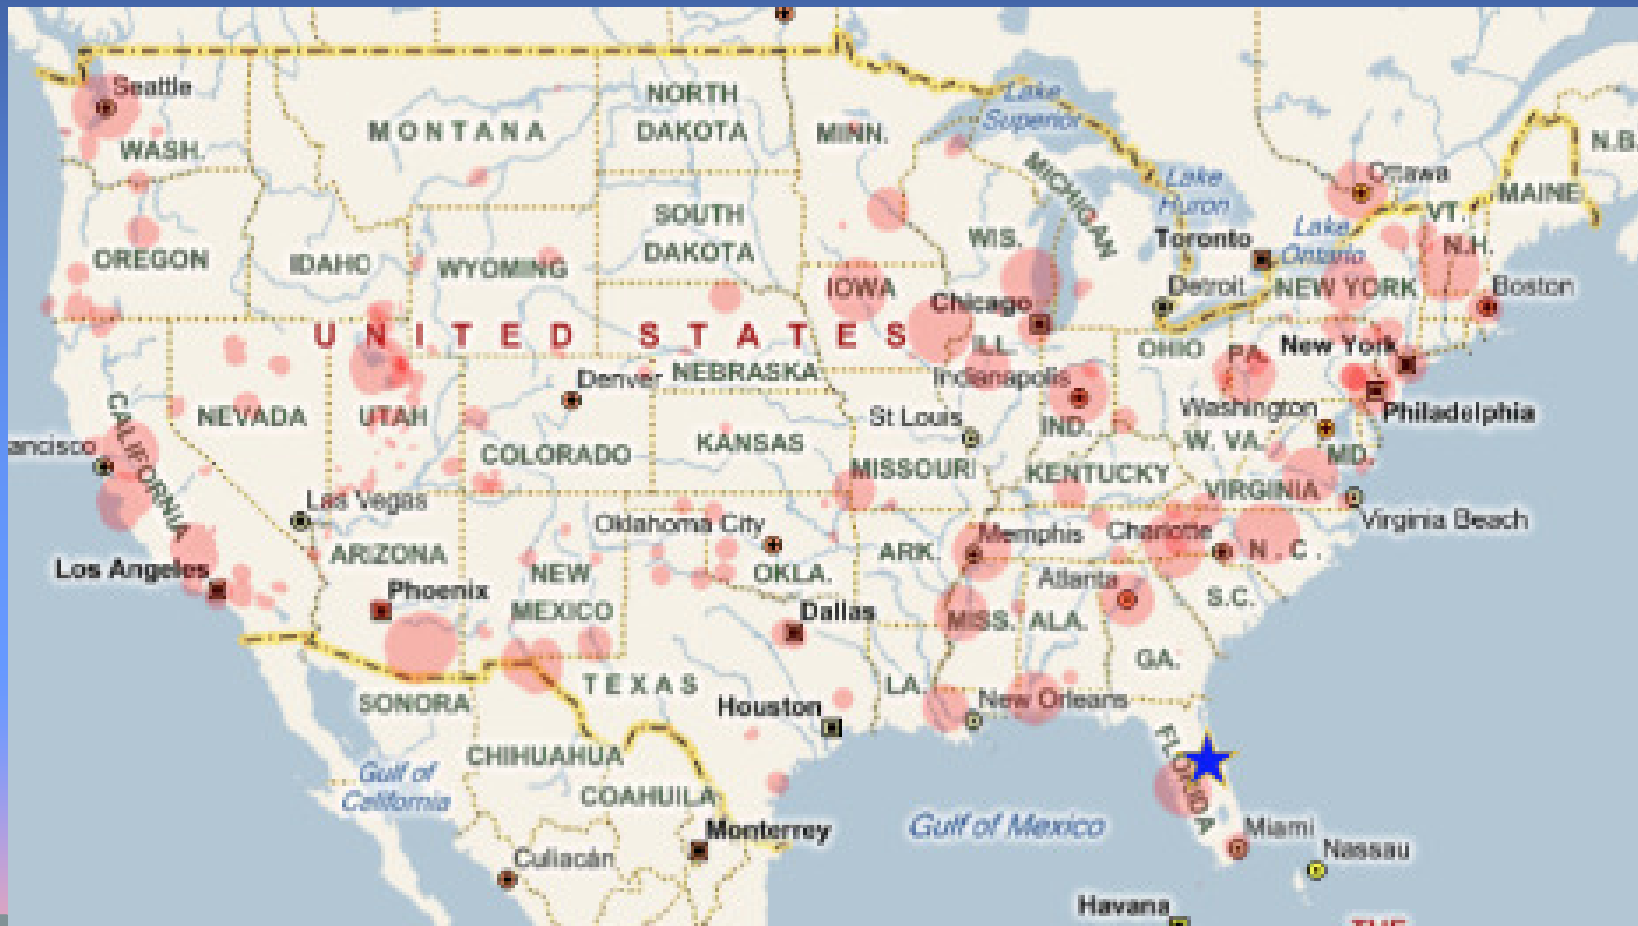 Seattle
WASH.
MONTANA
NORTH
DAKOTA
MINN.
Lake
Superior
MICHIGAN
Ottawa
N.B.
MAINE
Lake
Huron
VT.
N.H.
OREGON
IDAHO
WYOMING
SOUTH
DAKOTA
WIS.
Toronto
Lake
Ontario
IOWA
Chicago
Detroit
NEW YORK
Boston
UNITED STATES
ILL.
OHIO
PA.
New York
Denver
NEBRASKA
Indianapolis
CALIFORNIA
NEVADA
UTAH
St Louis
IND.
Washington
Philadelphia
ancisco
COLORADO
KANSAS
MISSOURI
KENTUCKY
W. VA.
MD.
VIRGINIA
Las Vegas
Oklahoma City
Virginia Beach
Los Angeles
ARIZONA
NEW
MEXICO
OKLA.
ARK.
Memphis
Charlotte
N.C.
Phoenix
Dallas
Atlanta
S.C.
MISS.
ALA.
GA.
SONORA
TEXAS
LA.
Houston
New Orleans
FLORIDA
CHIHUAHUA
Gulf of
California
COAHUILA
Gulf of Mexico
Monterrey
Miami
Culiacán
Nassau
Havana
THE